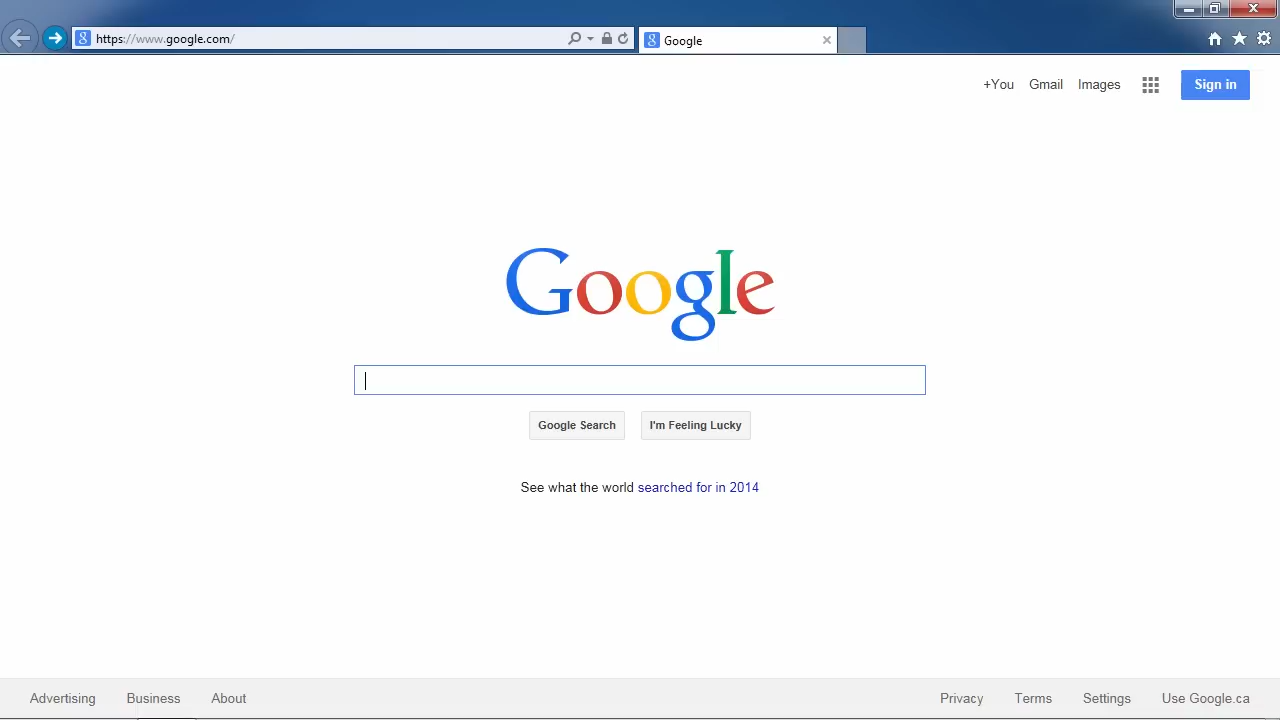 https://www.google.com/
Google
+You Gmail Images Sign in
Google
Google Search I'm Feeling Lucky
See what the world searched for in 2014
Advertising Business About Privacy Terms Settings Use Google.ca